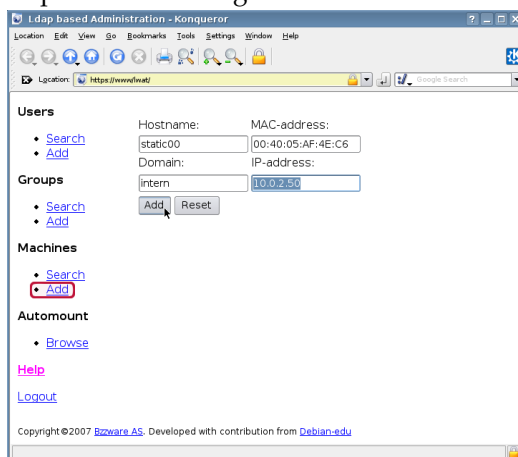 Ldap based Administration - Konqueror
Location Edit View Go Bookmarks Tools Settings Window Help
Location: https://www/lwat/ Google Search
Users
Search
Add
Groups
Search
Add
Machines
Search
Add
Automount
Browse
Help
Logout
Hostname: MAC-address:
static00 00:40:05:AF:4E:C6
Domain: IP-address:
intern 10.0.2.50
Add Reset
Copyright©2007 Bzzware AS. Developed with contribution from Debian-edu